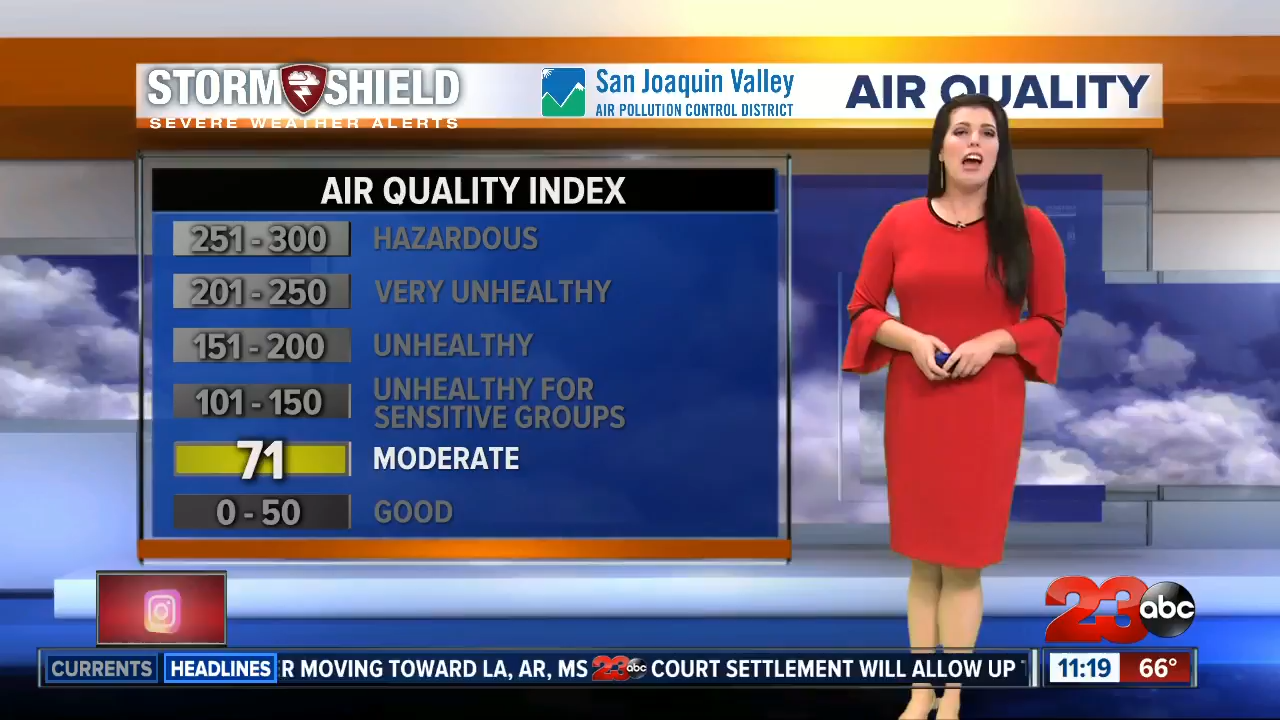 STORM SHIELD
SEVERE WEATHER ALERTS
San Joaquin Valley
AIR POLLUTION CONTROL DISTRICT
AIR QUALITY
AIR QUALITY INDEX
251 - 300 HAZARDOUS
201 - 250 VERY UNHEALTHY
151 - 200 UNHEALTHY
101 - 150 UNHEALTHY FOR
SENSITIVE GROUPS
71 MODERATE
0 - 50 GOOD
23 abc
CURRENTS HEADLINES R MOVING TOWARD LA, AR, MS 23 abc COURT SETTLEMENT WILL ALLOW UP 11:19 66°